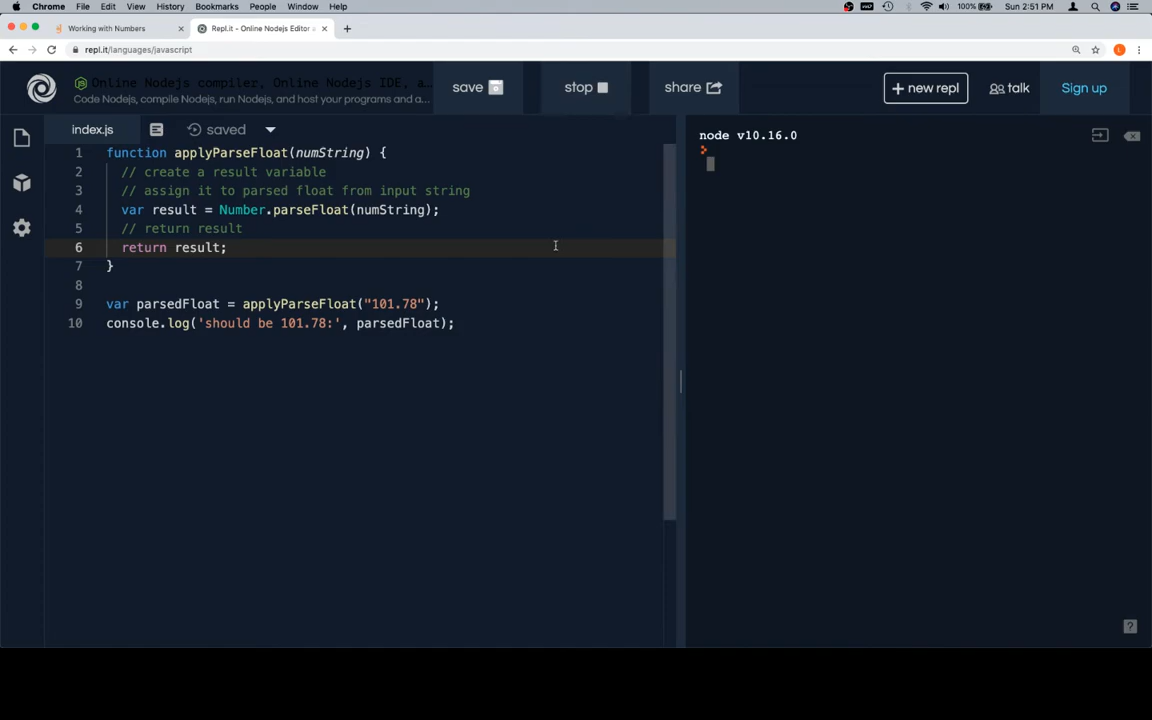 Chrome File Edit View History Bookmarks People Window Help 100% Sun 2:51 PM
Working with Numbers Repl.it - Online Nodejs Editor a
repl.it/languages/javascript L
Online Nodejs compiler, Online Nodejs IDE, a...
Code Nodejs, compile Nodejs, run Nodejs, and host your programs and a...
save stop share + new repl talk Sign up
index.js saved
node v10.16.0
1 function applyParseFloat(numString) {
2 // create a result variable
3 // assign it to parsed float from input string
4 var result = Number.parseFloat(numString);
5 // return result
6 return result;
7 }
8
9 var parsedFloat = applyParseFloat("101.78");
10 console.log('should be 101.78:', parsedFloat);
>
?